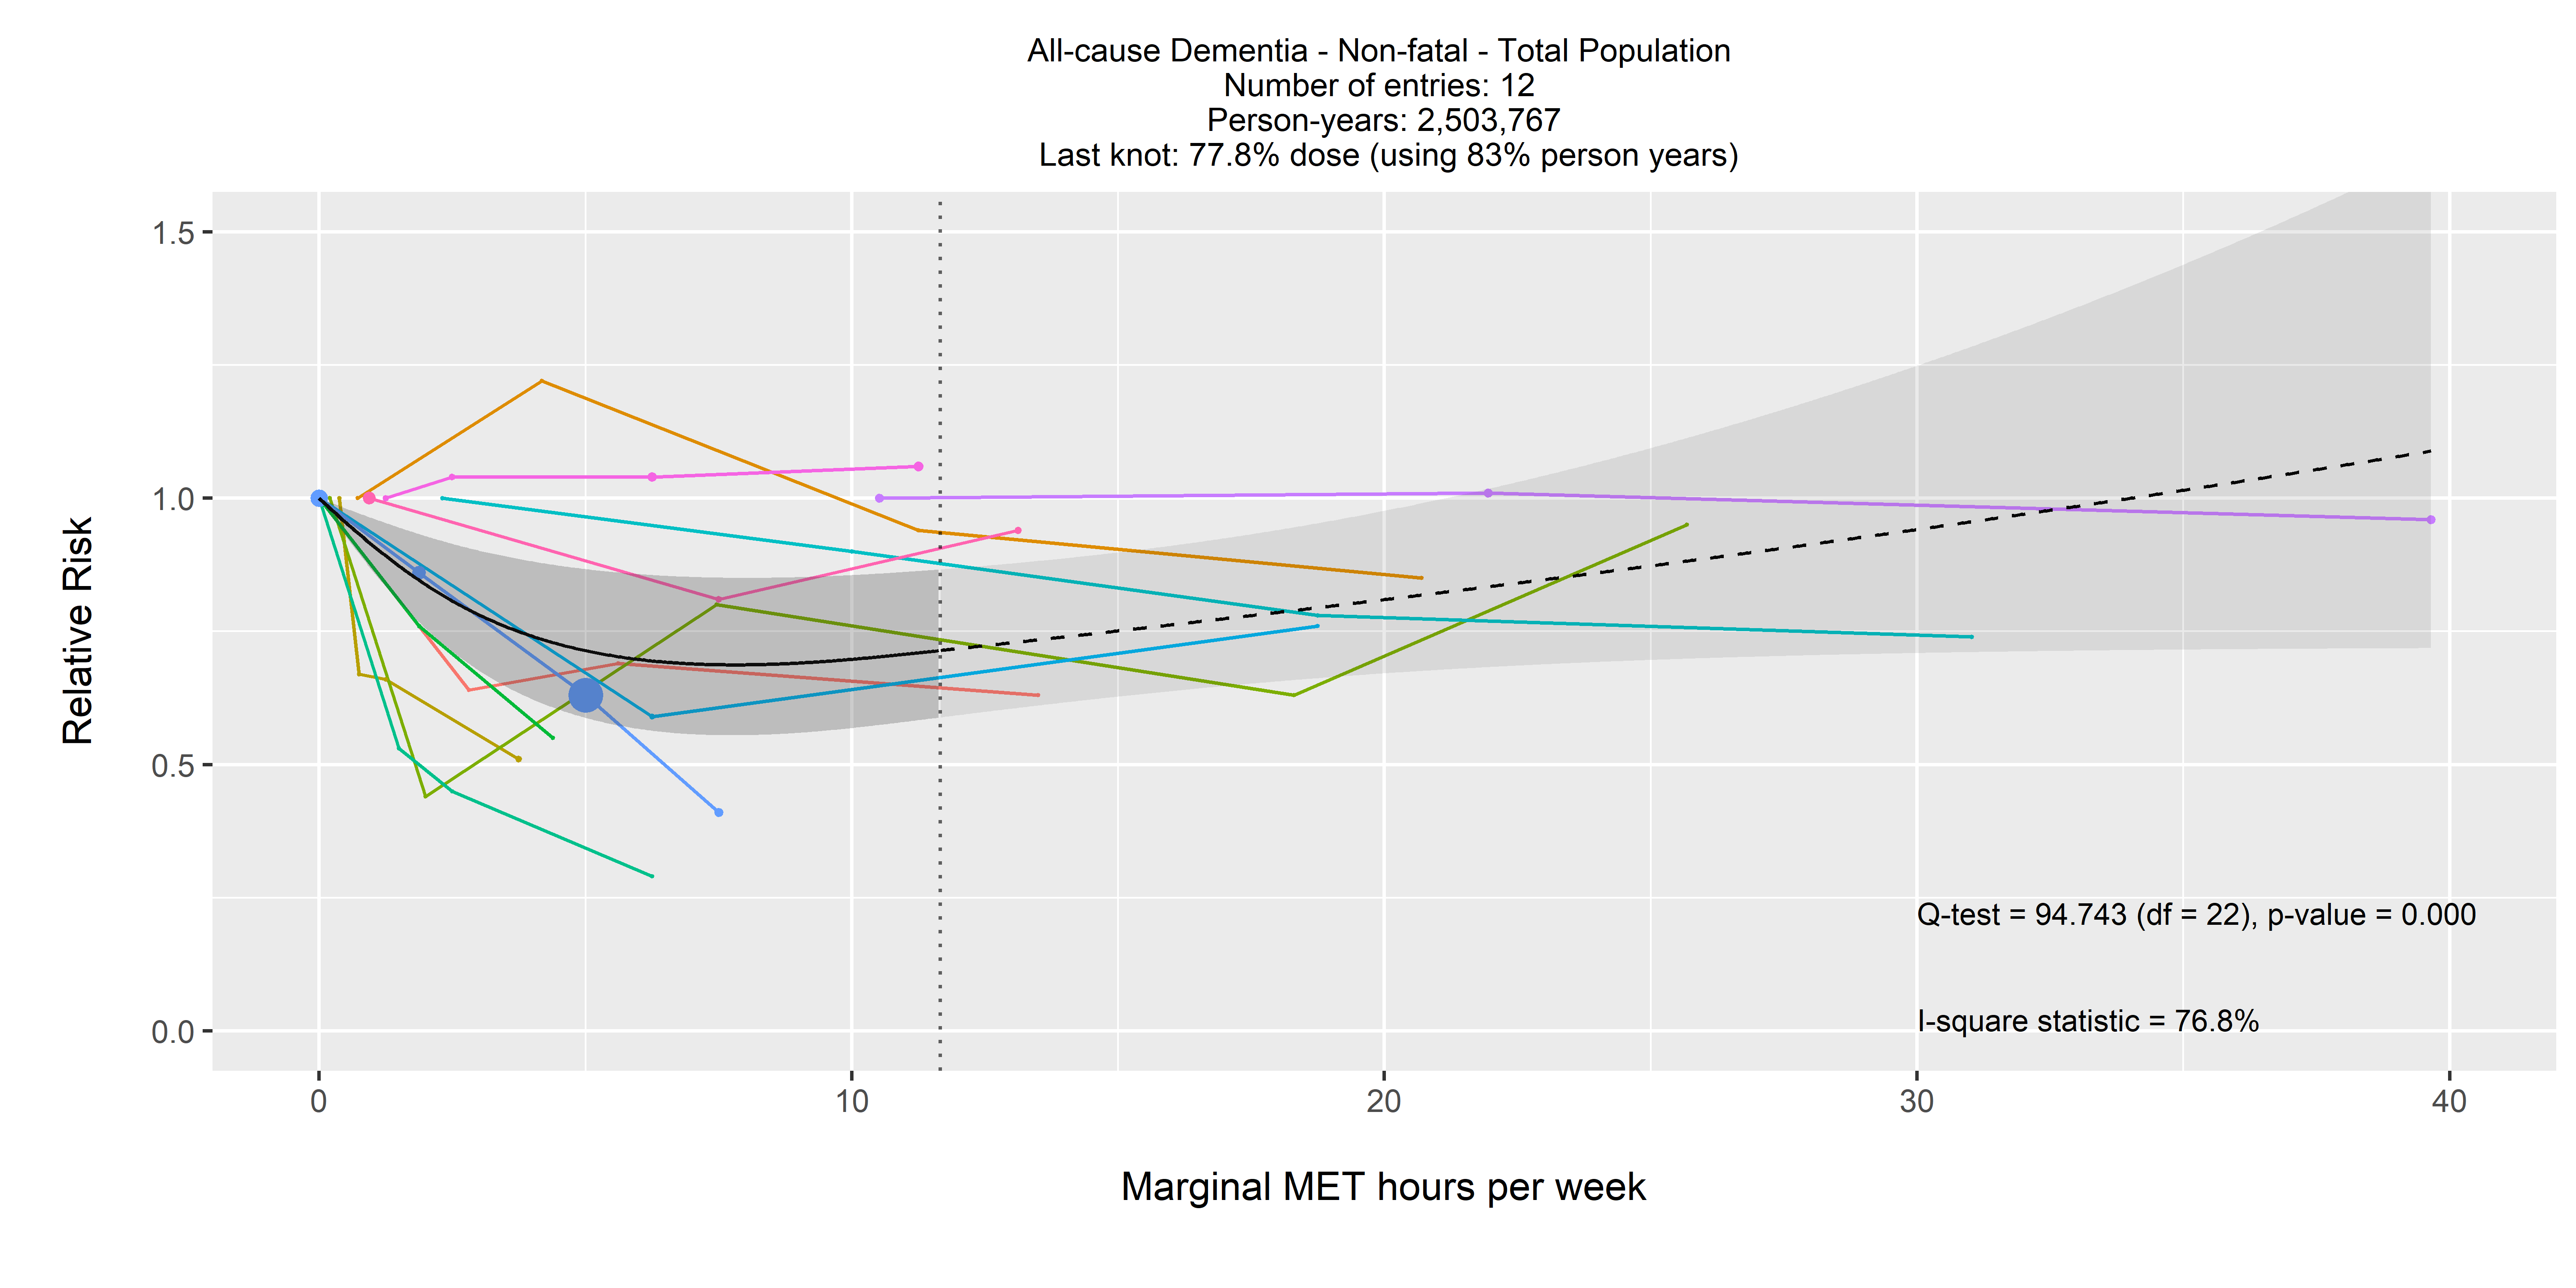 All-cause Dementia - Non-fatal - Total Population
Number of entries: 12
Person-years: 2,503,767
Last knot: 77.8% dose (using 83% person years)
1.5
1.0
0.5
0.0
Relative Risk
Q-test = 94.743 (df = 22), p-value = 0.000
I-square statistic = 76.8%
0 10 20 30 40
Marginal MET hours per week